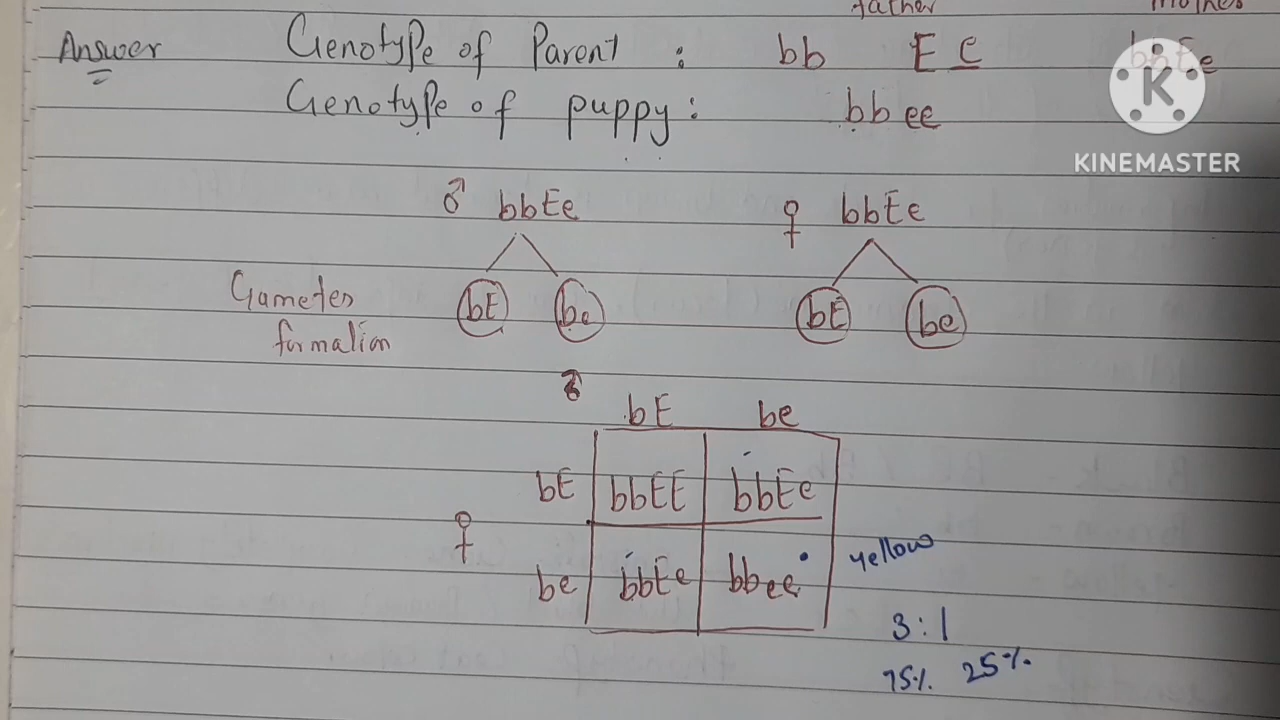 father mother
Answer Genotype of Parent : bb Ee bbEe
Genotype of puppy: bbee
KINEMASTER
♂ bbEe ♀ bbEe
Gametes formation bE be bE be
♂
bE be
bE bbEE bbEe
♀
be bbEe bbee yellow
3:1
75% 25%